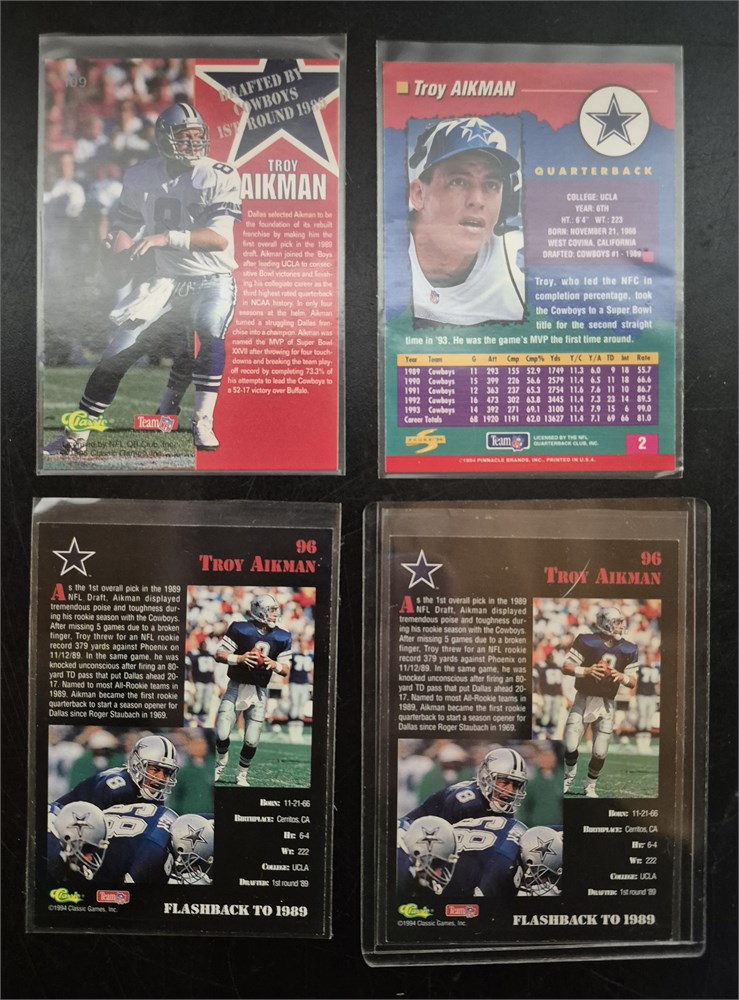 189
DRAFTED BY
COWBOYS
1ST ROUND 1989
TROY
AIKMAN
Dallas selected Aikman to be
the foundation of its rebuilt
franchise by making him the
first overall pick in the 1989
draft. Aikman joined the 'Boys
after leading UCLA to consec-
utive Bowl victories and finish-
ing his collegiate career as the
third highest rated quarterback
in NCAA history. In only four
seasons at the helm, Aikman
turned a struggling Dallas fran-
chise into a champion. Aikman
was named the MVP of Super Bowl
XXVII after throwing for four touch-
downs and breaking the team play-
off record by completing 73.3% of
his attempts to lead the Cowboys to
a 52-17 victory over Buffalo.
Classic
Team NFL
by NFL QB Club, Inc.
Troy AIKMAN
QUARTERBACK
COLLEGE: UCLA
YEAR: 6TH
HT.: 6'4" WT.: 223
BORN: NOVEMBER 21, 1966
WEST COVINA, CALIFORNIA
DRAFTED: COWBOYS #1 - 1989
Troy, who led the NFC in
completion percentage, took
the Cowboys to a Super Bowl
title for the second straight
time in '93. He was the game's MVP the first time around.
Year Team G Att Cmp Cmp% Yds Y/C Y/A TD Int Rate
1989 Cowboys 11 293 155 52.9 1749 11.3 6.0 9 18 55.7
1990 Cowboys 15 399 226 56.6 2579 11.4 6.5 11 18 66.6
1991 Cowboys 12 363 237 65.3 2754 11.6 7.6 11 10 86.7
1992 Cowboys 16 473 302 63.8 3445 11.4 7.3 23 14 89.5
1993 Cowboys 14 392 271 69.1 3100 11.4 7.9 15 6 99.0
Career Totals 68 1920 1191 62.0 13627 11.4 7.1 69 66 81.0
SCORE
Team NFL
LICENSED BY THE NFL
QUARTERBACK CLUB, INC.
2
©1994 PINNACLE BRANDS, INC., PRINTED IN U.S.A.
96
TROY AIKMAN
As the 1st overall pick in the 1989
NFL Draft, Aikman displayed
tremendous poise and toughness dur-
ing his rookie season with the Cowboys.
After missing 5 games due to a broken
finger, Troy threw for an NFL rookie
record 379 yards against Phoenix on
11/12/89. In the same game, he was
knocked unconscious after firing an 80-
yard TD pass that put Dallas ahead 20-
17. Named to most All-Rookie teams in
1989, Aikman became the first rookie
quarterback to start a season opener for
Dallas since Roger Staubach in 1969.
BORN: 11-21-66
BIRTHPLACE: Cerritos, CA
HT: 6-4
WT: 222
COLLEGE: UCLA
DRAFTED: 1st round '89
Classic
Team NFL
©1994 Classic Games, Inc.
FLASHBACK TO 1989
96
TROY AIKMAN
As the 1st overall pick in the 1989
NFL Draft, Aikman displayed
tremendous poise and toughness dur-
ing his rookie season with the Cowboys.
After missing 5 games due to a broken
finger, Troy threw for an NFL rookie
record 379 yards against Phoenix on
11/12/89. In the same game, he was
knocked unconscious after firing an 80-
yard TD pass that put Dallas ahead 20-
17. Named to most All-Rookie teams in
1989, Aikman became the first rookie
quarterback to start a season opener for
Dallas since Roger Staubach in 1969.
BORN: 11-21-66
BIRTHPLACE: Cerritos, CA
HT: 6-4
WT: 222
COLLEGE: UCLA
DRAFTED: 1st round '89
Classic
Team NFL
©1994 Classic Games, Inc.
FLASHBACK TO 1989